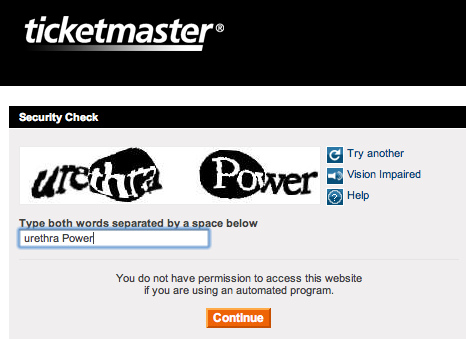 ticketmaster®
Security Check
urethra Power
Try another
Vision Impaired
Help
Type both words separated by a space below
urethra Power
You do not have permission to access this website
if you are using an automated program.
Continue